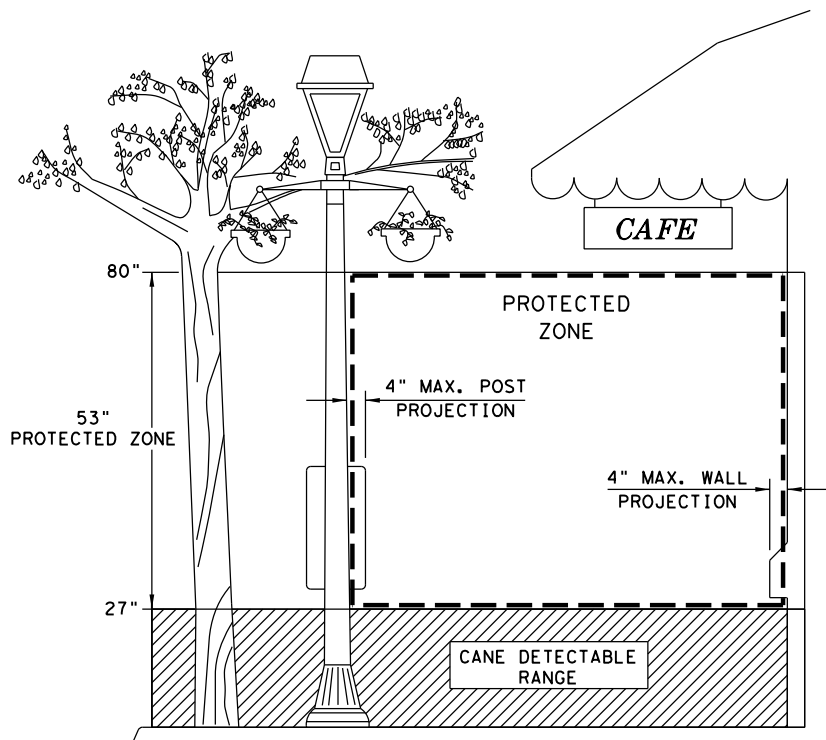 CAFE
80"
PROTECTED
ZONE
4" MAX. POST
PROJECTION
53"
PROTECTED ZONE
4" MAX. WALL
PROJECTION
27"
CANE DETECTABLE
RANGE